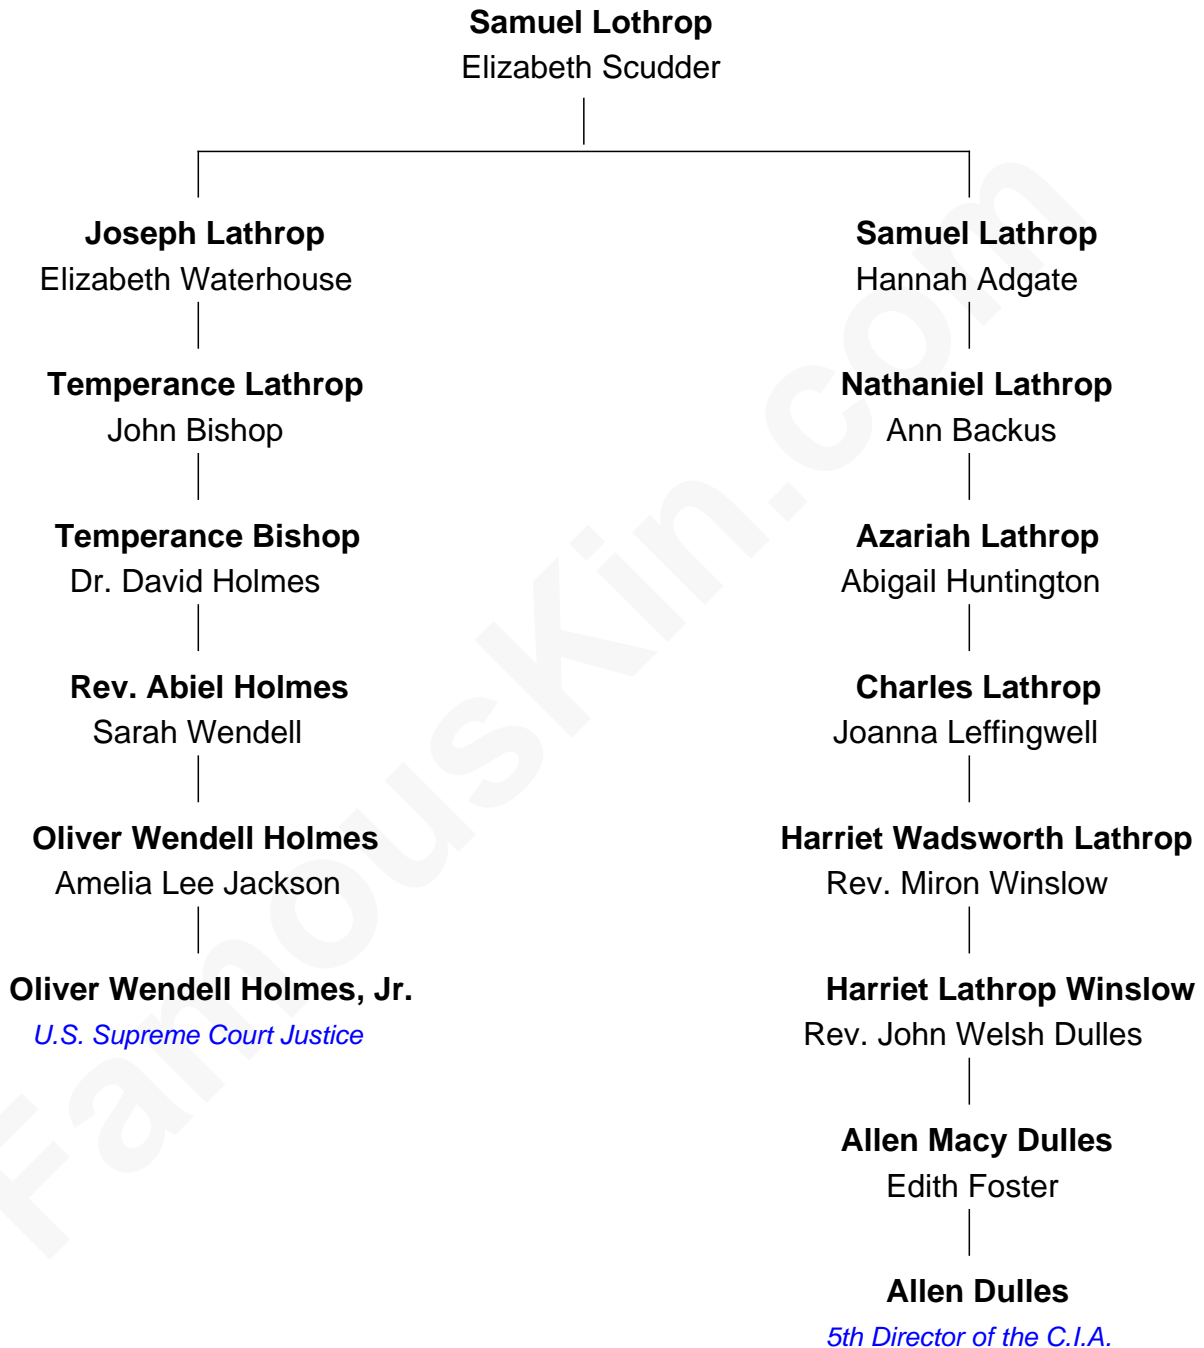 Samuel Lothrop
Elizabeth Scudder
Joseph Lathrop
Elizabeth Waterhouse
Samuel Lathrop
Hannah Adgate
Temperance Lathrop
John Bishop
Nathaniel Lathrop
Ann Backus
Temperance Bishop
Dr. David Holmes
Azariah Lathrop
Abigail Huntington
Rev. Abiel Holmes
Sarah Wendell
Charles Lathrop
Joanna Leffingwell
Oliver Wendell Holmes
Amelia Lee Jackson
Harriet Wadsworth Lathrop
Rev. Miron Winslow
Oliver Wendell Holmes, Jr.
U.S. Supreme Court Justice
Harriet Lathrop Winslow
Rev. John Welsh Dulles
Allen Macy Dulles
Edith Foster
Allen Dulles
5th Director of the C.I.A.
FamousKin.com